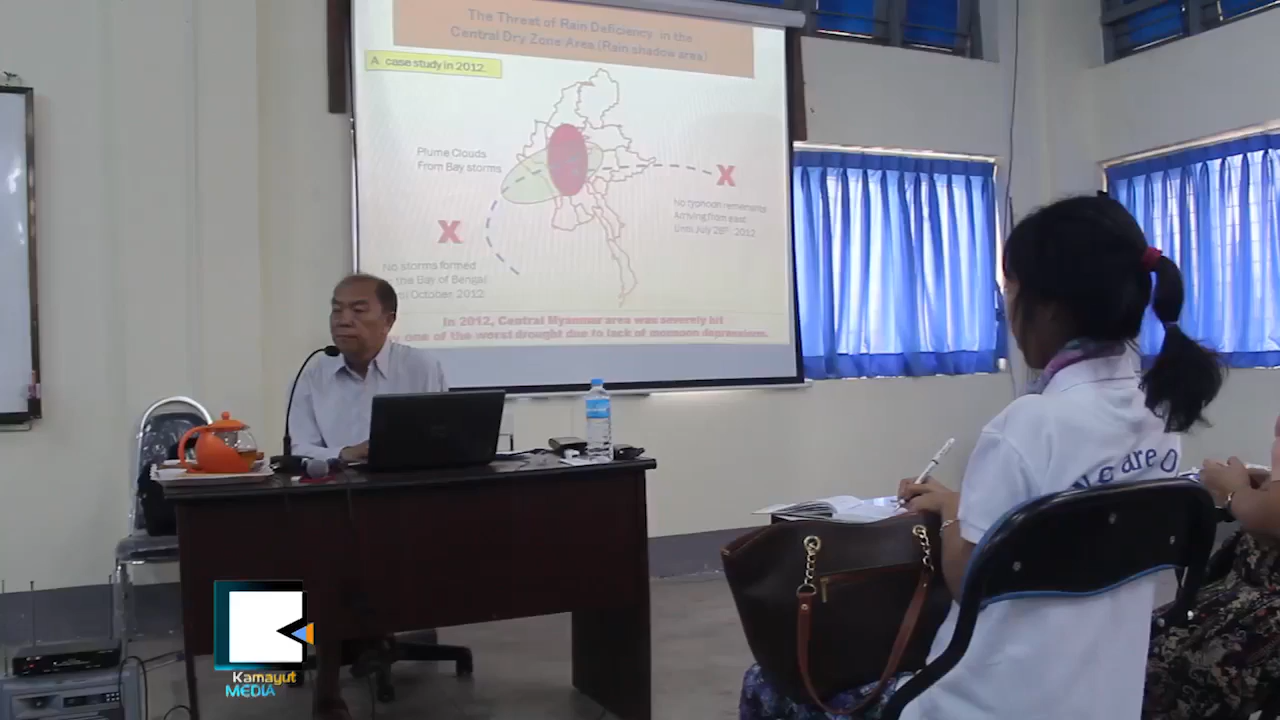 The Threat of Rain Deficiency in the
Central Dry Zone Area (Rain shadow area)
A case study in 2012.
Plume Clouds
From Bay storms
X
No typhoon remenants
Arriving from east
Until July 28th, 2012
X
No storms formed
the Bay of Bengal
October, 2012
In 2012, Central Myanmar area was severely hit
one of the worst drought due to lack of monsoon depressions.
are
Kamayut
MEDIA